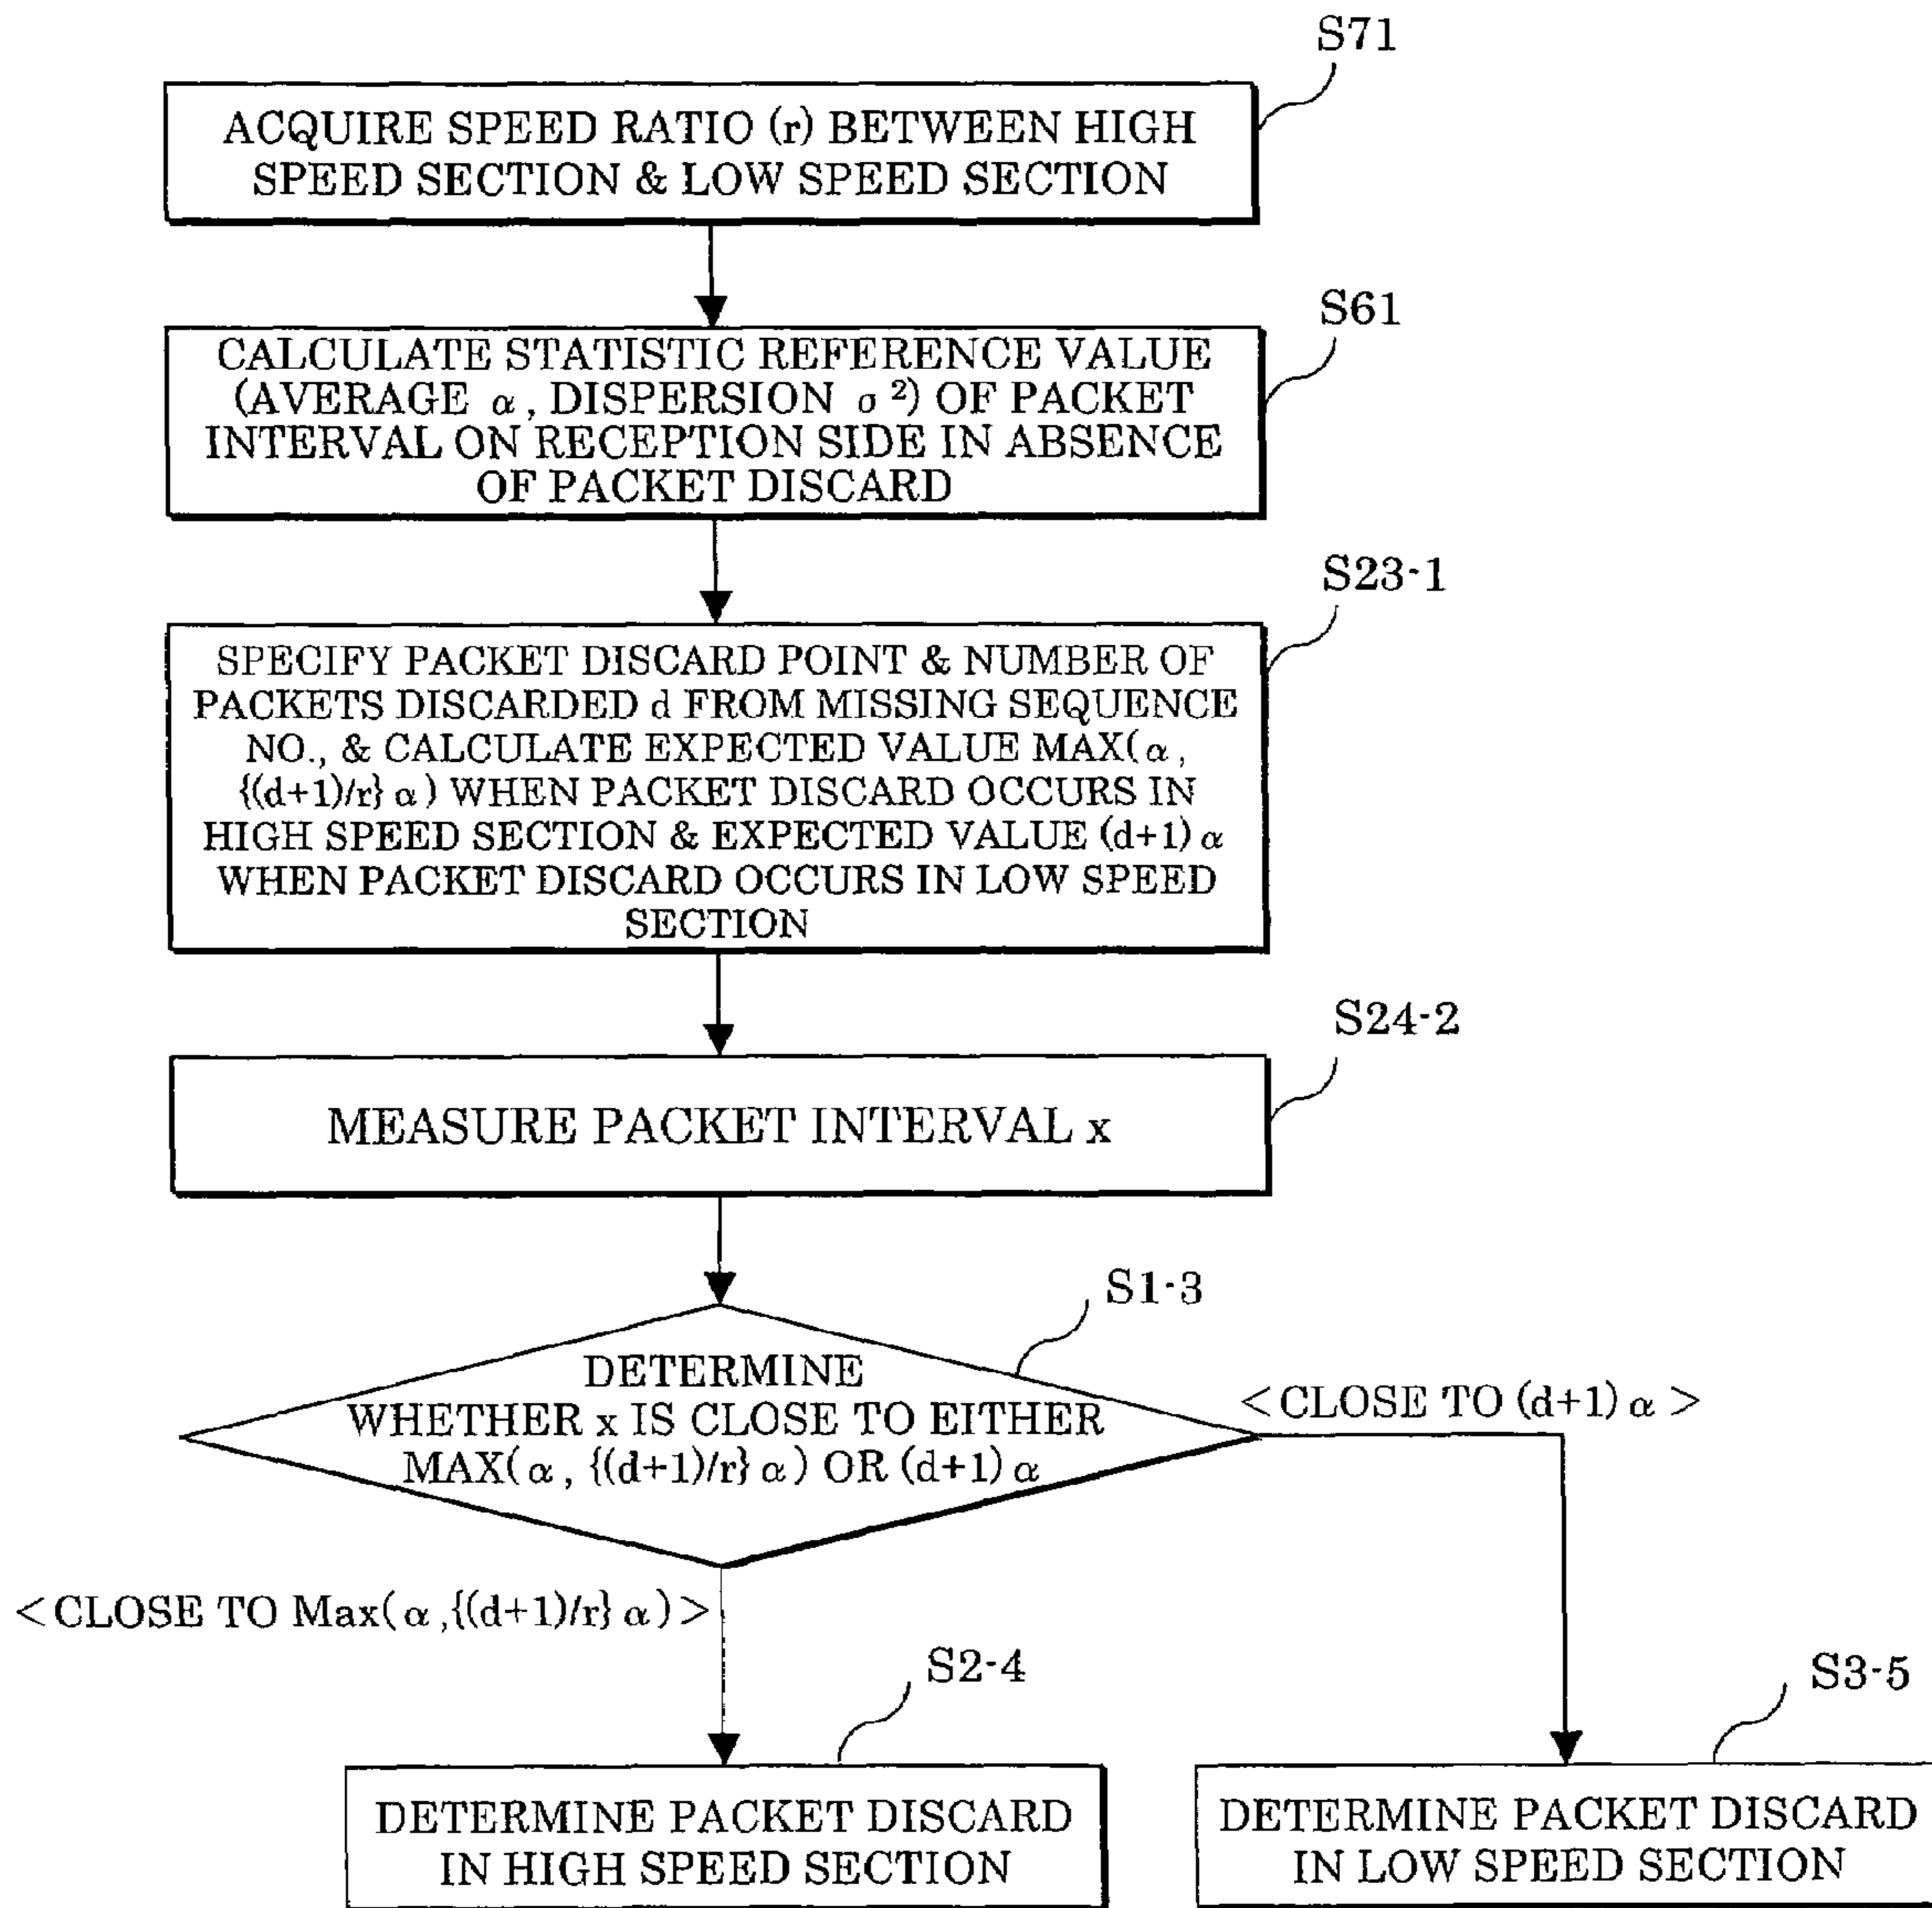 S71
ACQUIRE SPEED RATIO (r) BETWEEN HIGH
SPEED SECTION & LOW SPEED SECTION
S61
CALCULATE STATISTIC REFERENCE VALUE
(AVERAGE α, DISPERSION σ²) OF PACKET
INTERVAL ON RECEPTION SIDE IN ABSENCE
OF PACKET DISCARD
S23-1
SPECIFY PACKET DISCARD POINT & NUMBER OF
PACKETS DISCARDED d FROM MISSING SEQUENCE
NO., & CALCULATE EXPECTED VALUE MAX(α,
{(d+1)/r} α) WHEN PACKET DISCARD OCCURS IN
HIGH SPEED SECTION & EXPECTED VALUE (d+1) α
WHEN PACKET DISCARD OCCURS IN LOW SPEED
SECTION
S24-2
MEASURE PACKET INTERVAL x
S1-3
DETERMINE
WHETHER x IS CLOSE TO EITHER
MAX(α, {(d+1)/r} α) OR (d+1) α
<CLOSE TO (d+1) α>
<CLOSE TO Max(α,{(d+1)/r} α)>
S2-4
DETERMINE PACKET DISCARD
IN HIGH SPEED SECTION
S3-5
DETERMINE PACKET DISCARD
IN LOW SPEED SECTION